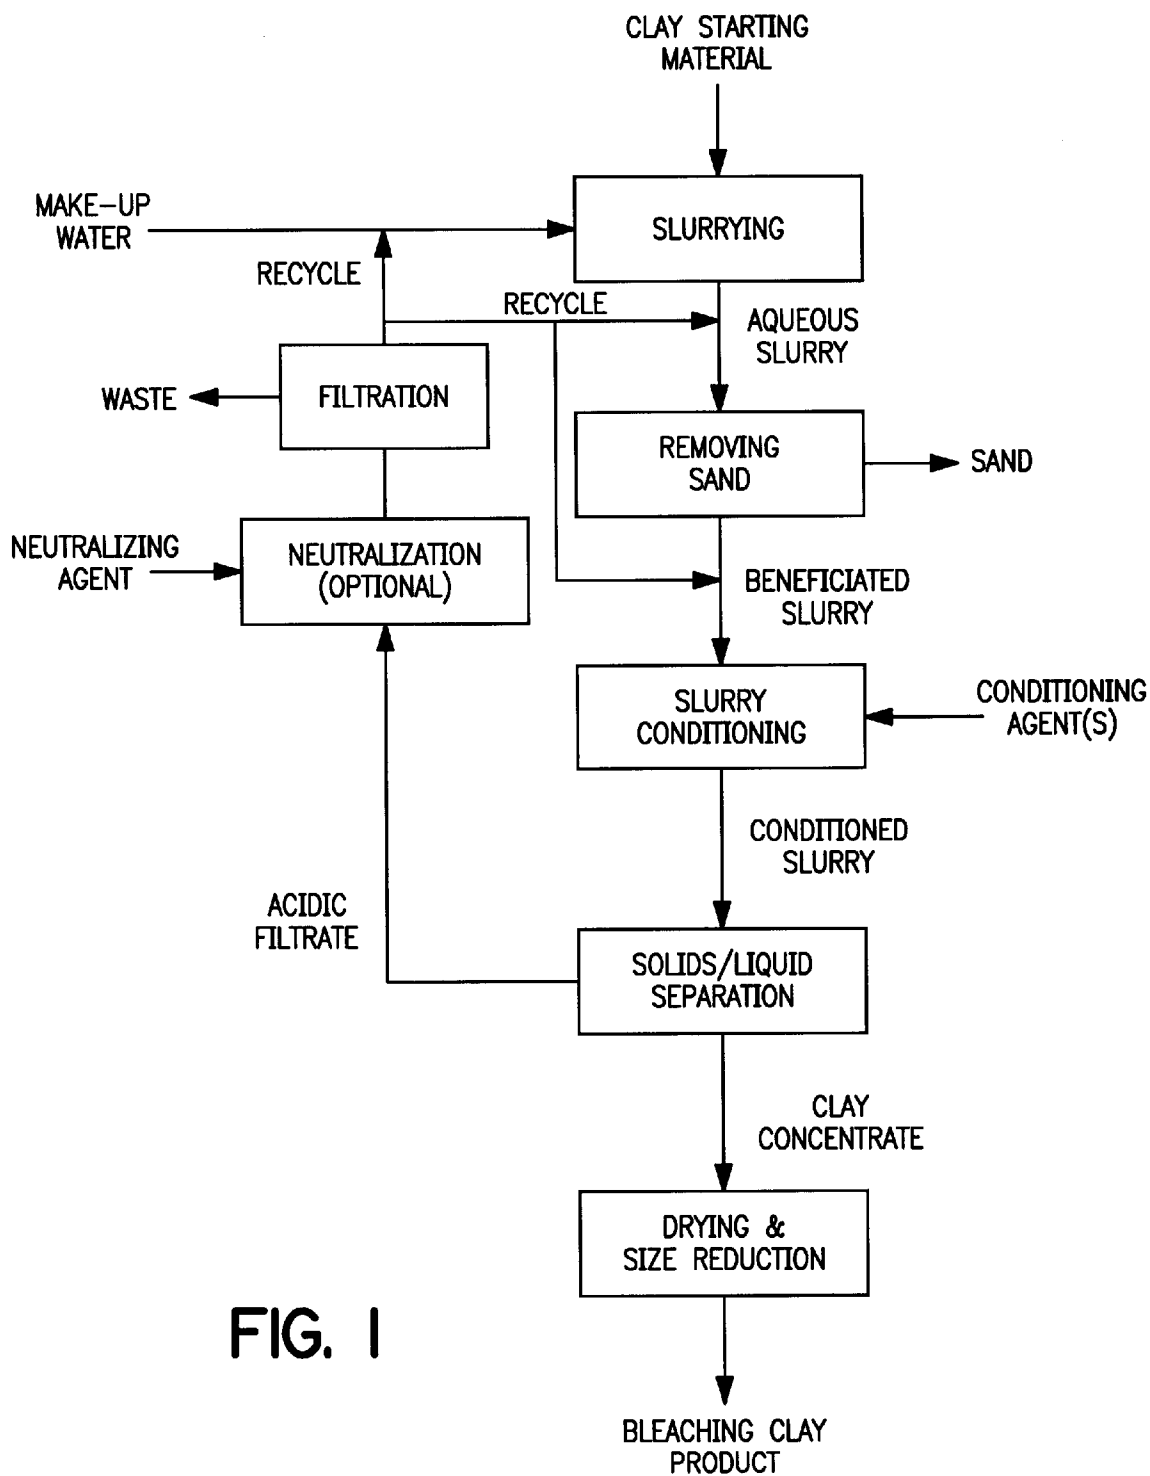 CLAY STARTING
MATERIAL
MAKE-UP
WATER
SLURRYING
RECYCLE
RECYCLE
AQUEOUS
SLURRY
WASTE
FILTRATION
REMOVING
SAND
SAND
NEUTRALIZING
AGENT
NEUTRALIZATION
(OPTIONAL)
BENEFICIATED
SLURRY
SLURRY
CONDITIONING
CONDITIONING
AGENT(S)
CONDITIONED
SLURRY
ACIDIC
FILTRATE
SOLIDS/LIQUID
SEPARATION
CLAY
CONCENTRATE
DRYING &
SIZE REDUCTION
FIG. 1
BLEACHING CLAY
PRODUCT